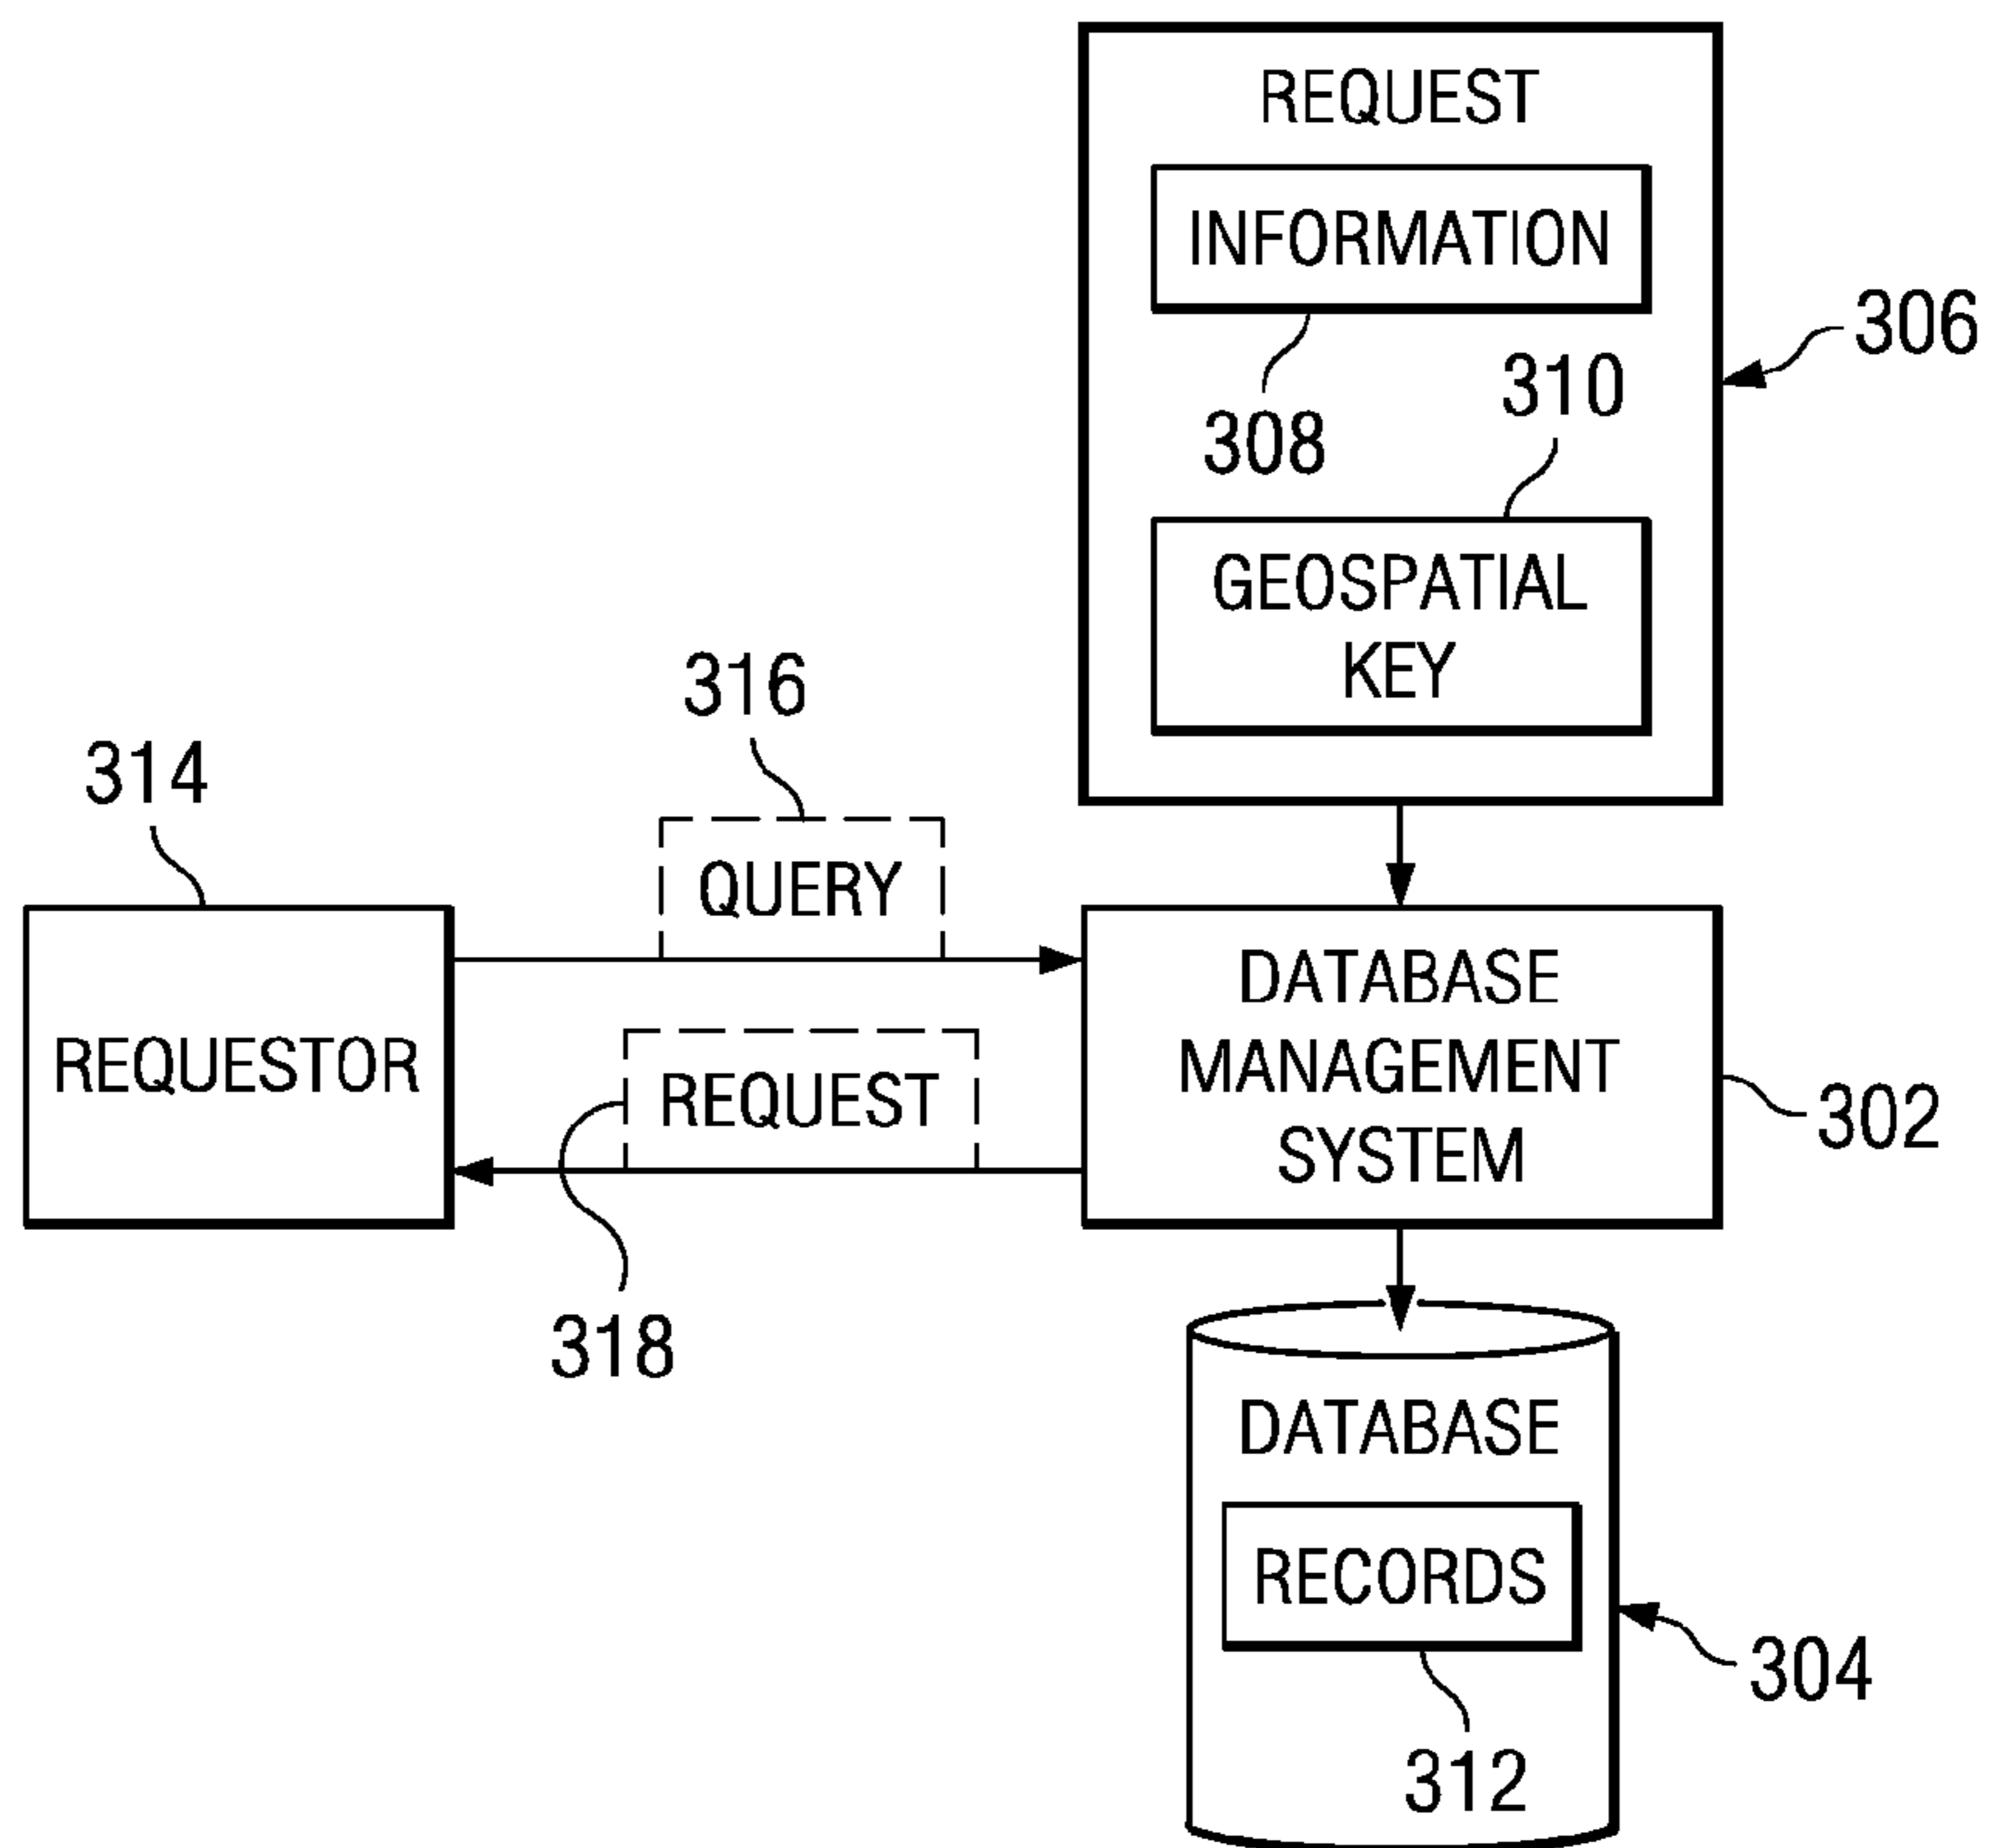 REQUEST
INFORMATION
306
308
310
GEOSPATIAL
KEY
316
314
QUERY
REQUESTOR
REQUEST
DATABASE
MANAGEMENT
SYSTEM
302
318
DATABASE
RECORDS
304
312